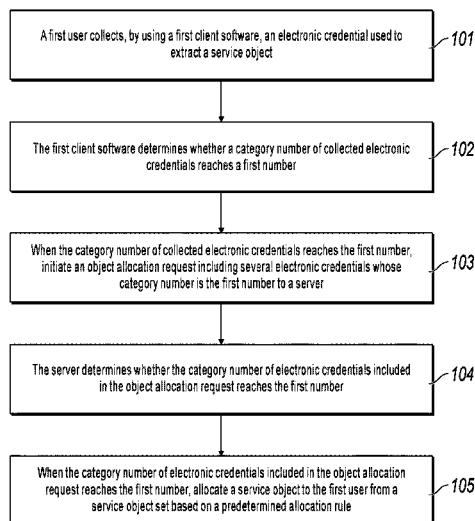 A first user collects, by using a first client software, an electronic credential used to
extract a service object
101
The first client software determines whether a category number of collected electronic
credentials reaches a first number
102
When the category number of collected electronic credentials reaches the first number,
initiate an object allocation request including several electronic credentials whose
category number is the first number to a server
103
The server determines whether the category number of electronic credentials included
in the object allocation request reaches the first number
104
When the category number of electronic credentials included in the object allocation
request reaches the first number, allocate a service object to the first user from a
service object set based on a predetermined allocation rule
105